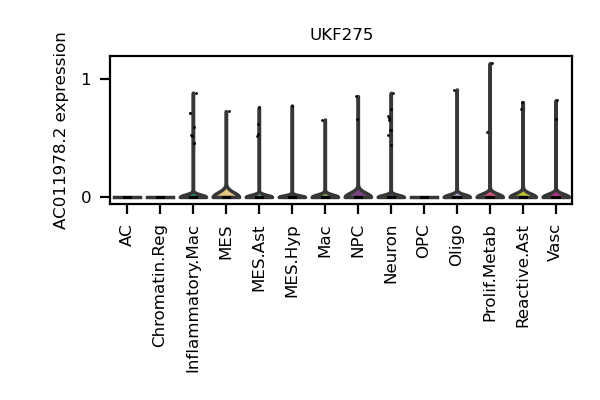 UKF275
AC011978.2 expression
1
0
AC
Chromatin.Reg
Inflammatory.Mac
MES
MES.Ast
MES.Hyp
Mac
NPC
Neuron
OPC
Oligo
Prolif.Metab
Reactive.Ast
Vasc